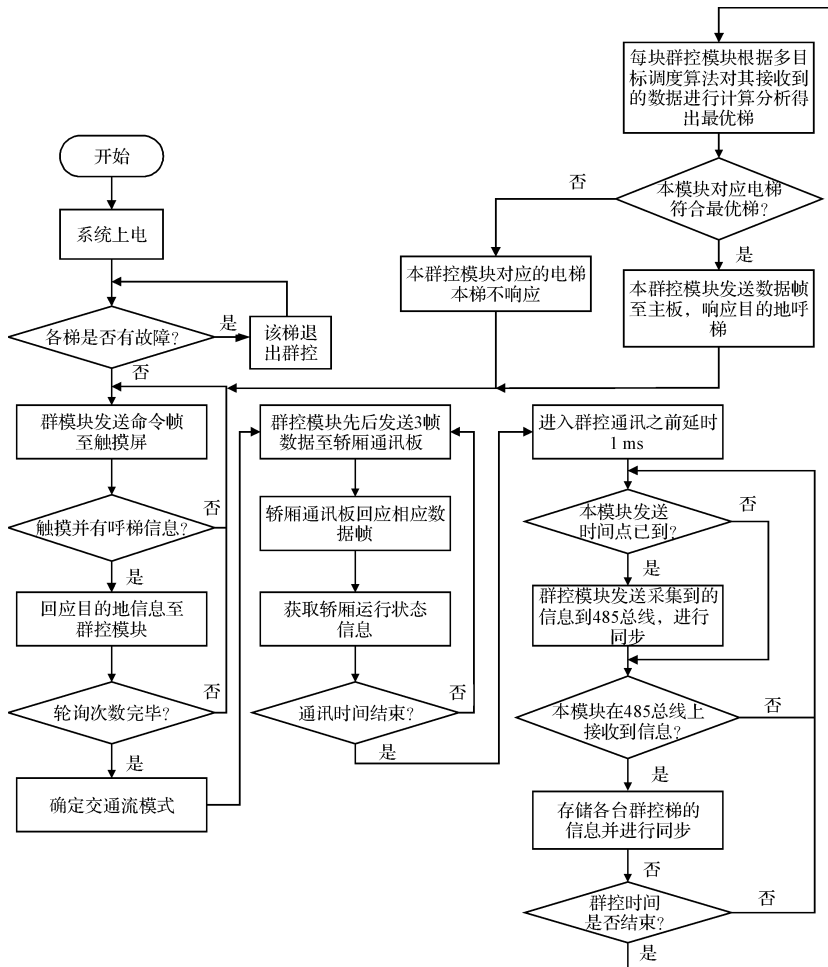 开始
系统上电
各梯是否有故障?
是
该梯退
出群控
否
群模块发送命令帧
至触摸屏
触摸并有呼梯信息?
否
是
回应目的地信息至
群控模块
轮询次数完毕?
否
是
确定交通流模式
群控模块先后发送3帧
数据至轿厢通讯板
轿厢通讯板回应相应数
据帧
获取轿厢运行状态
信息
通讯时间结束?
否
是
进入群控通讯之前延时
1 ms
本模块发送
时间点已到?
否
是
群控模块发送采集到的
信息到485总线，进行
同步
本模块在485总线上
接收到信息?
否
是
存储各台群控梯的
信息并进行同步
否
群控时间
是否结束?
否
是
每块群控模块根据多目
标调度算法对其接收到
的数据进行计算分析得
出最优梯
本模块对应电梯
符合最优梯?
否
是
本群控模块对应的电梯
本梯不响应
本群控模块发送数据帧
至主板，响应目的地呼
梯